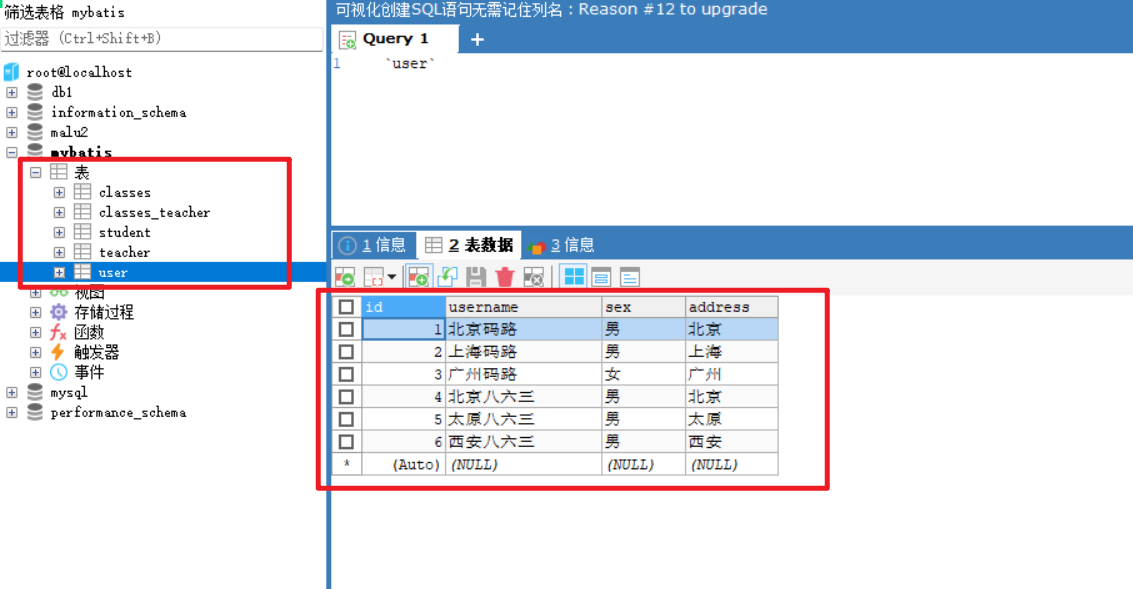 筛选表格 mybatis
过滤器 (Ctrl+Shift+B)
root@localhost
db1
information_schema
malu2
mybatis
表
classes
classes_teacher
student
teacher
user
视图
存储过程
函数
触发器
事件
mysql
performance_schema
可视化创建SQL语句无需记住列名：Reason #12 to upgrade
Query 1 +
1 `user`
1 信息 2 表数据 3 信息
id username sex address
1 北京码路 男 北京
2 上海码路 男 上海
3 广州码路 女 广州
4 北京八六三 男 北京
5 太原八六三 男 太原
6 西安八六三 男 西安
* (Auto) (NULL) (NULL) (NULL)